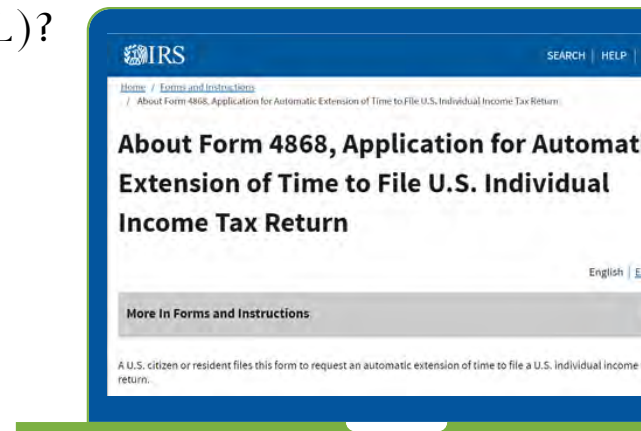 )?
IRS
SEARCH | HELP |
Home / Forms and Instructions
/ About Form 4868, Application for Automatic Extension of Time to File U.S. Individual Income Tax Return
About Form 4868, Application for Automat
Extension of Time to File U.S. Individual
Income Tax Return
English | E
More In Forms and Instructions
A U.S. citizen or resident files this form to request an automatic extension of time to file a U.S. individual income
return.